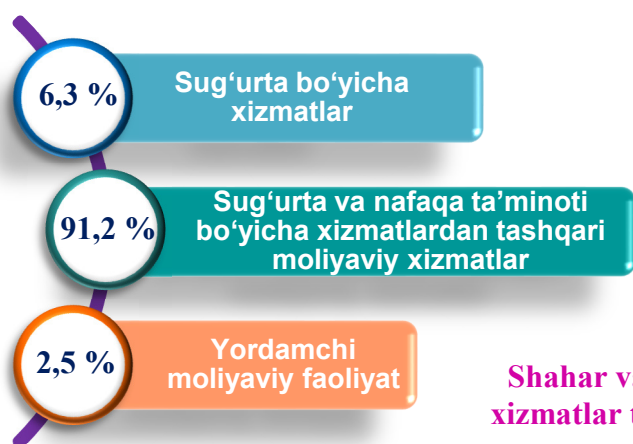 6,3 %
Sug‘urta bo‘yicha
xizmatlar
91,2 %
Sug‘urta va nafaqa ta’minoti
bo‘yicha xizmatlardan tashqari
moliyaviy xizmatlar
2,5 %
Yordamchi
moliyaviy faoliyat
Shahar
xizmatlar